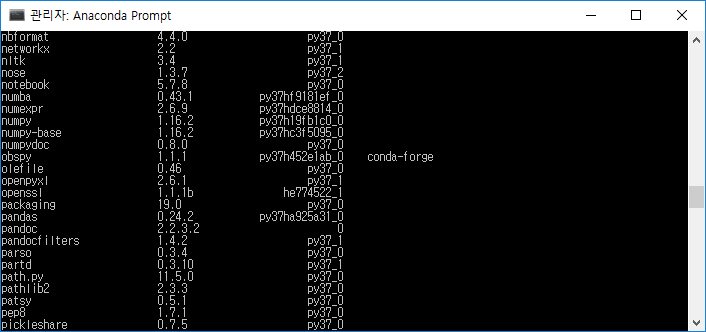 관리자: Anaconda Prompt
nbformat 4.4.0 py37_0
networkx 2.2 py37_1
nltk 3.4 py37_1
nose 1.3.7 py37_2
notebook 5.7.8 py37_0
numba 0.43.1 py37hf9181ef_0
numexpr 2.6.9 py37hdce8814_0
numpy 1.16.2 py37h19fb1c0_0
numpy-base 1.16.2 py37hc3f5095_0
numpydoc 0.8.0 py37_0
obspy 1.1.1 py37h452e1ab_0 conda-forge
olefile 0.46 py37_0
openpyxl 2.6.1 py37_1
openssl 1.1.1b he774522_1
packaging 19.0 py37_0
pandas 0.24.2 py37ha925a31_0
pandoc 2.2.3.2 0
pandocfilters 1.4.2 py37_1
parso 0.3.4 py37_0
partd 0.3.10 py37_1
path.py 11.5.0 py37_0
pathlib2 2.3.3 py37_0
patsy 0.5.1 py37_0
pep8 1.7.1 py37_0
pickleshare 0.7.5 py37_0